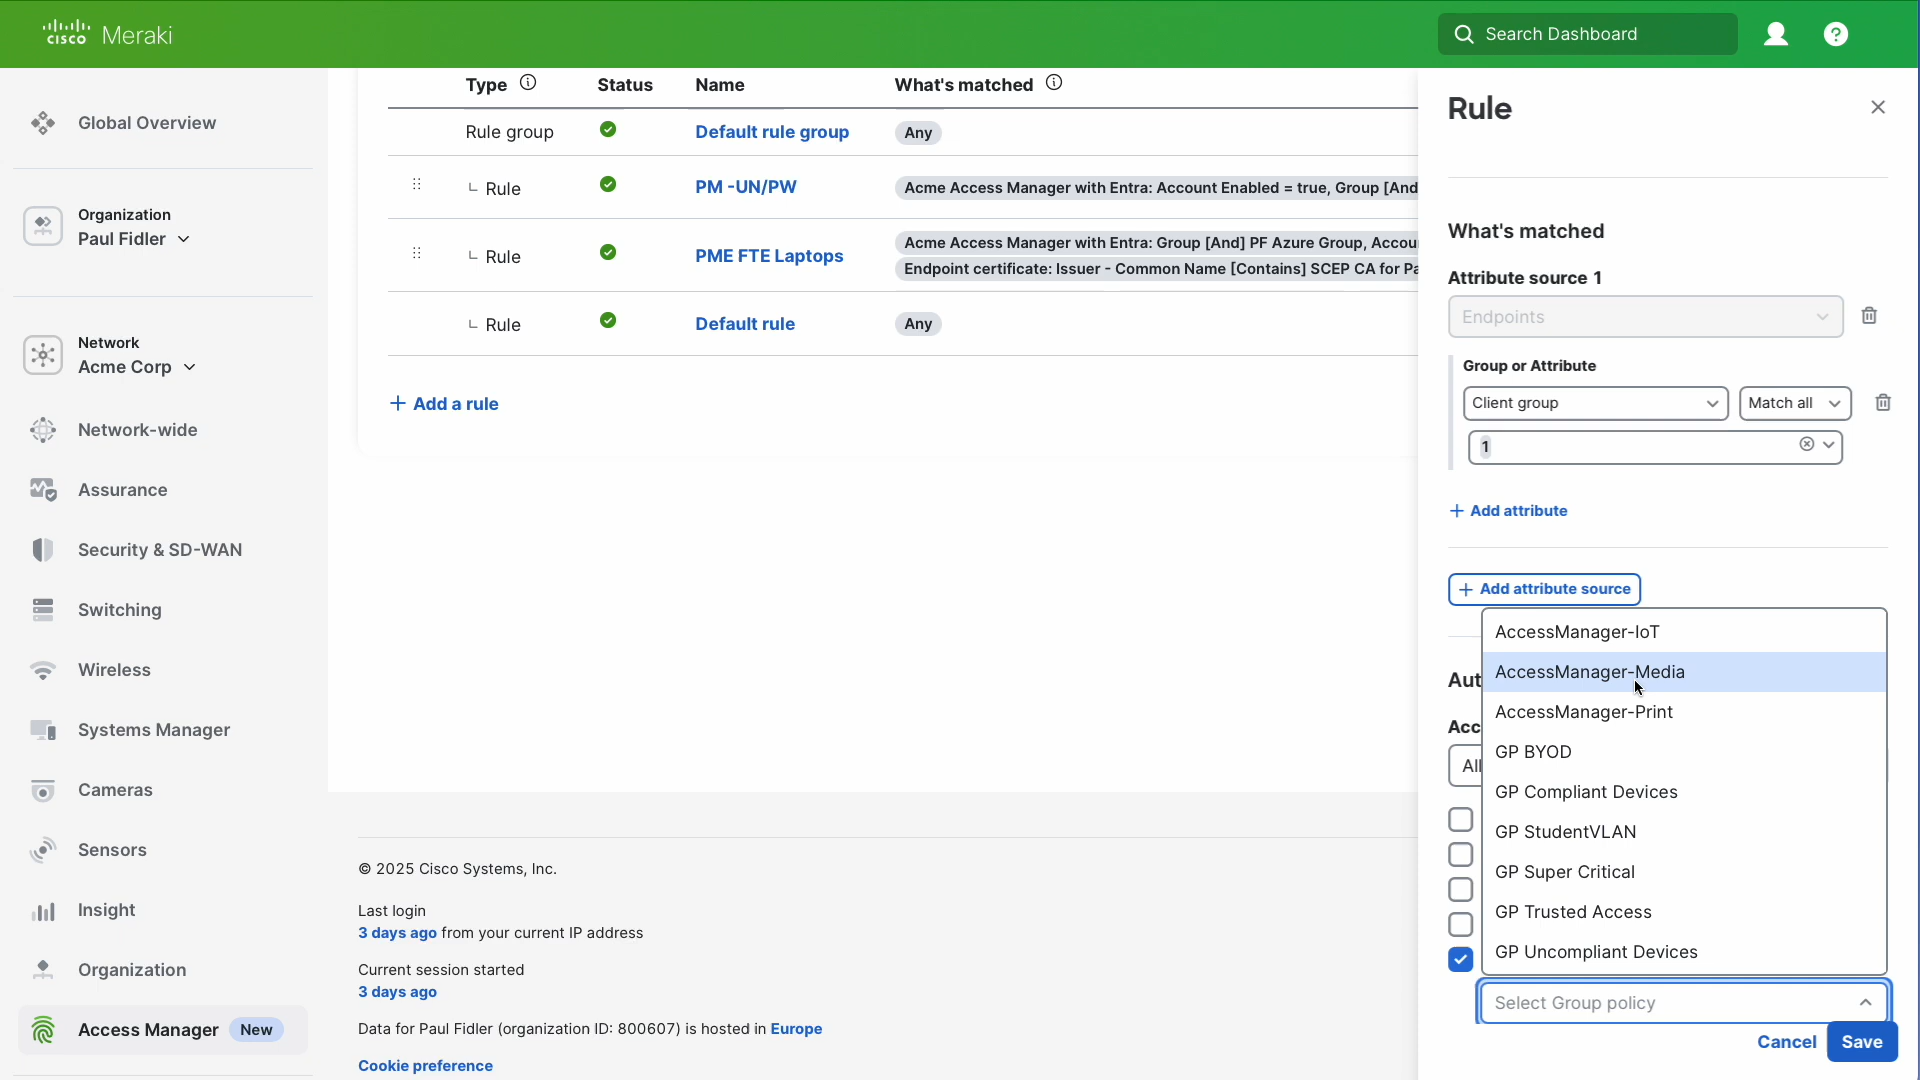 CISCO Meraki
Search Dashboard
?
Global Overview
Organization
Paul Fidler
Network
Acme Corp
Network-wide
Assurance
Security & SD-WAN
Switching
Wireless
Systems Manager
Cameras
Sensors
Insight
Organization
Access Manager New
Type Status Name What's matched
Rule group Default rule group Any
Rule PM -UN/PW Acme Access Manager with Entra: Account Enabled = true, Group [And
Rule PME FTE Laptops Acme Access Manager with Entra: Group [And] PF Azure Group, Accou
Endpoint certificate: Issuer - Common Name [Contains] SCEP CA for Pa
Rule Default rule Any
+ Add a rule
© 2025 Cisco Systems, Inc.
Last login
3 days ago from your current IP address
Current session started
3 days ago
Data for Paul Fidler (organization ID: 800607) is hosted in Europe
Cookie preference
Rule
What's matched
Attribute source 1
Endpoints
Group or Attribute
Client group Match all
1
+ Add attribute
+ Add attribute source
Aut
Acc
All
AccessManager-IoT
AccessManager-Media
AccessManager-Print
GP BYOD
GP Compliant Devices
GP StudentVLAN
GP Super Critical
GP Trusted Access
GP Uncompliant Devices
Select Group policy
Cancel Save